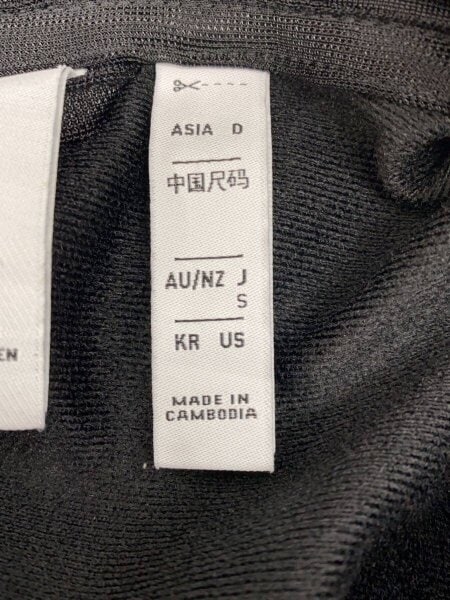 ASIA D
中国尺码
AU/NZ J
S
KR US
MADE IN
CAMBODIA
EN